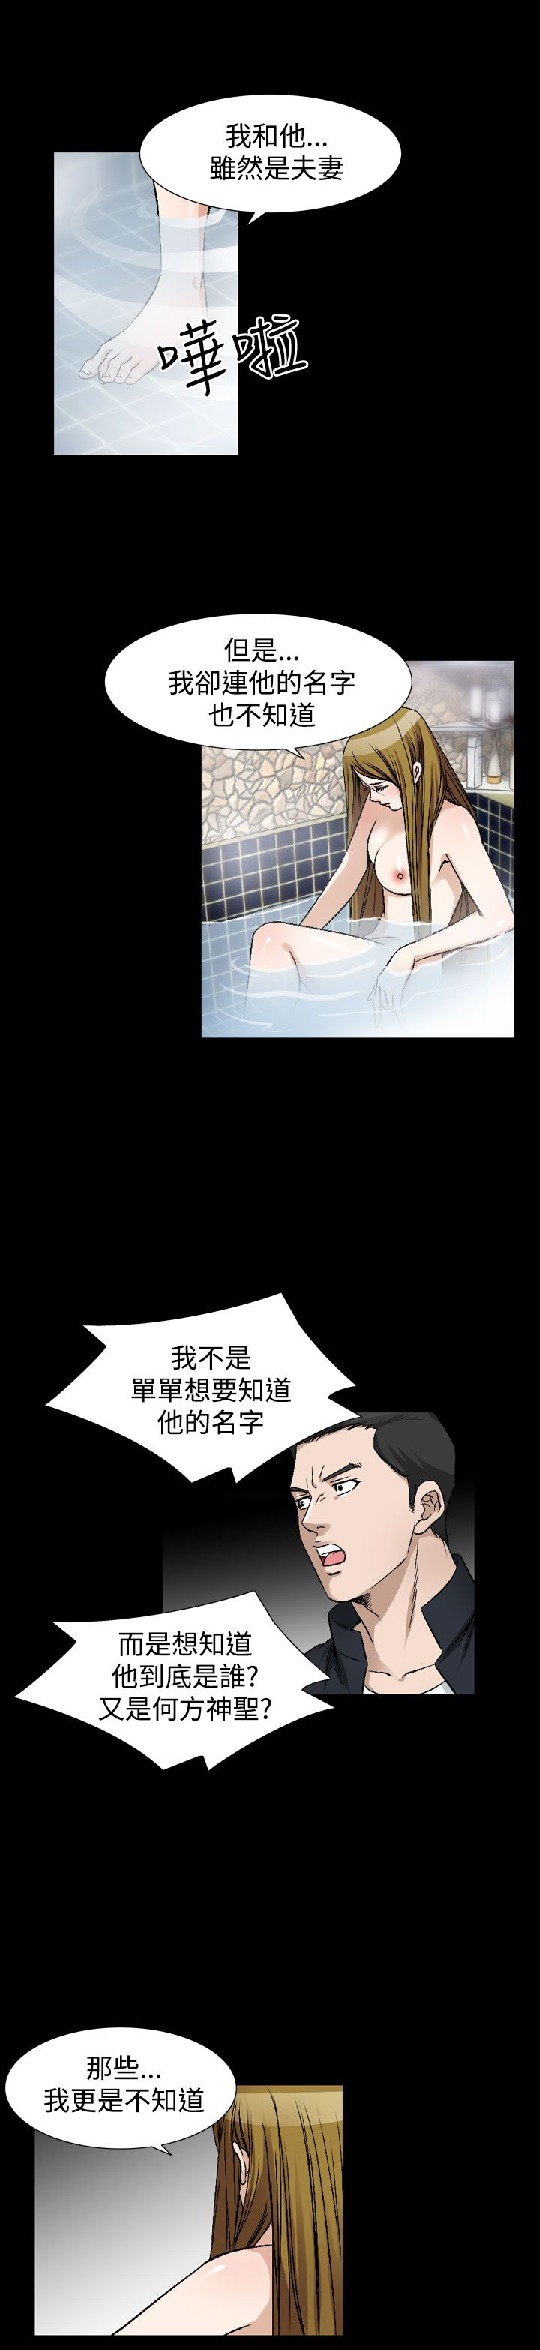 我和他...
雖然是夫妻
嘩啦
但是...
我卻連他的名字
也不知道
我不是
單單想要知道
他的名字
而是想知道
他到底是誰?
又是何方神聖?
那些...
我更是不知道